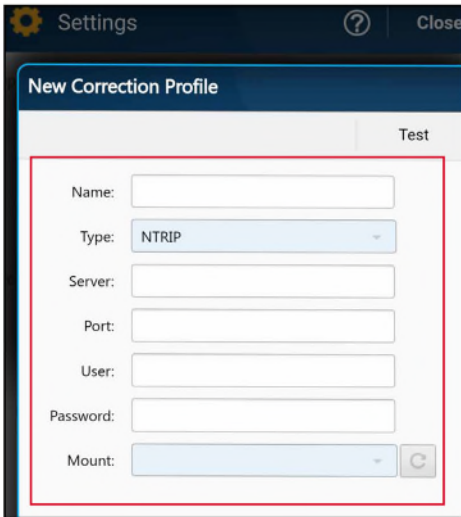 Settings
Close
New Correction Profile
Test
Name:
Type: NTRIP
Server:
Port:
User:
Password:
Mount: